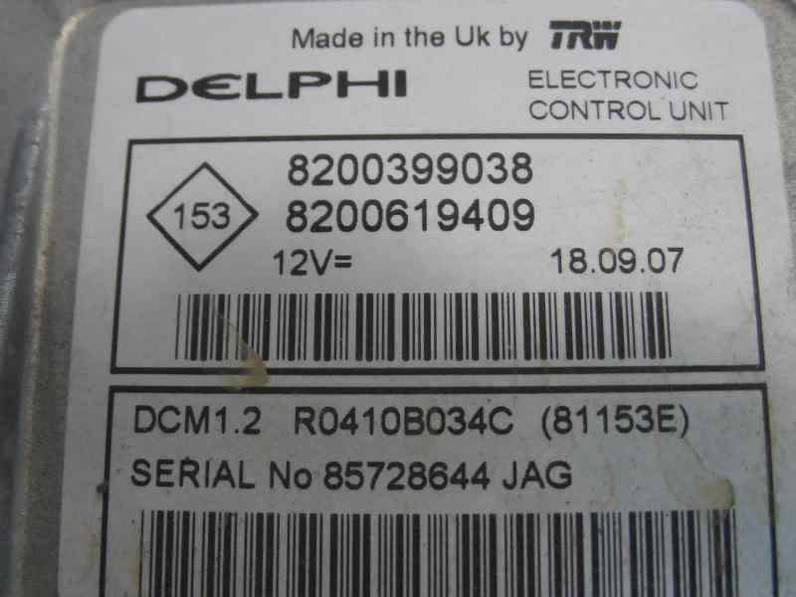 Made in the Uk by TRW
DELPHI
ELECTRONIC
CONTROL UNIT
153
8200399038
8200619409
12V=
18.09.07
DCM1.2 R0410B034C (81153E)
SERIAL No 85728644 JAG